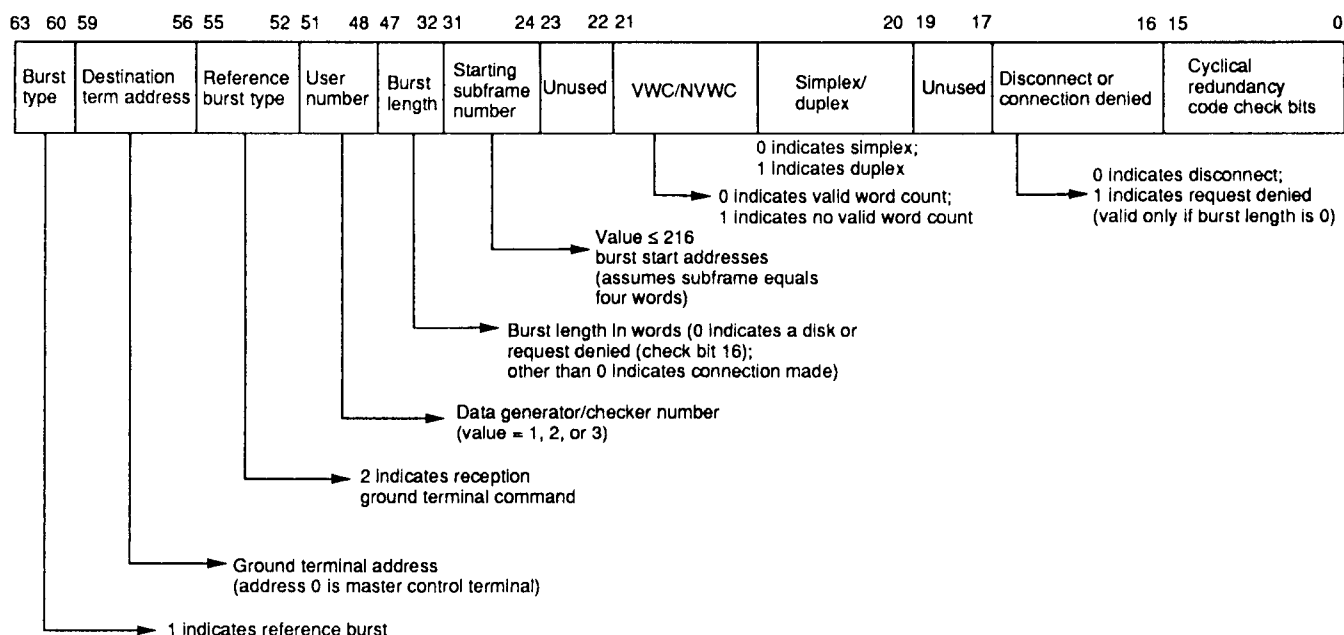 63 60 59 56 55 52 51 48 47 32 31 24 23 22 21 20 19 17 16 15 0
Burst
type
Destination
term address
Reference
burst type
User
number
Burst
length
Starting
subframe
number
Unused
VWC/NVWC
Simplex/
duplex
Unused
Disconnect or
connection denied
Cyclical
redundancy
code check bits
0 indicates simplex;
1 Indicates duplex
0 indicates disconnect;
1 indicates request denied
(valid only if burst length is 0)
0 indicates valid word count;
1 indicates no valid word count
Value ≤ 216
burst start addresses
(assumes subframe equals
four words)
Burst length In words (0 indicates a disk or
request denied (check bit 16);
other than 0 indicates connection made)
Data generator/checker number
(value = 1, 2, or 3)
2 indicates reception
ground terminal command
Ground terminal address
(address 0 is master control terminal)
1 indicates reference burst